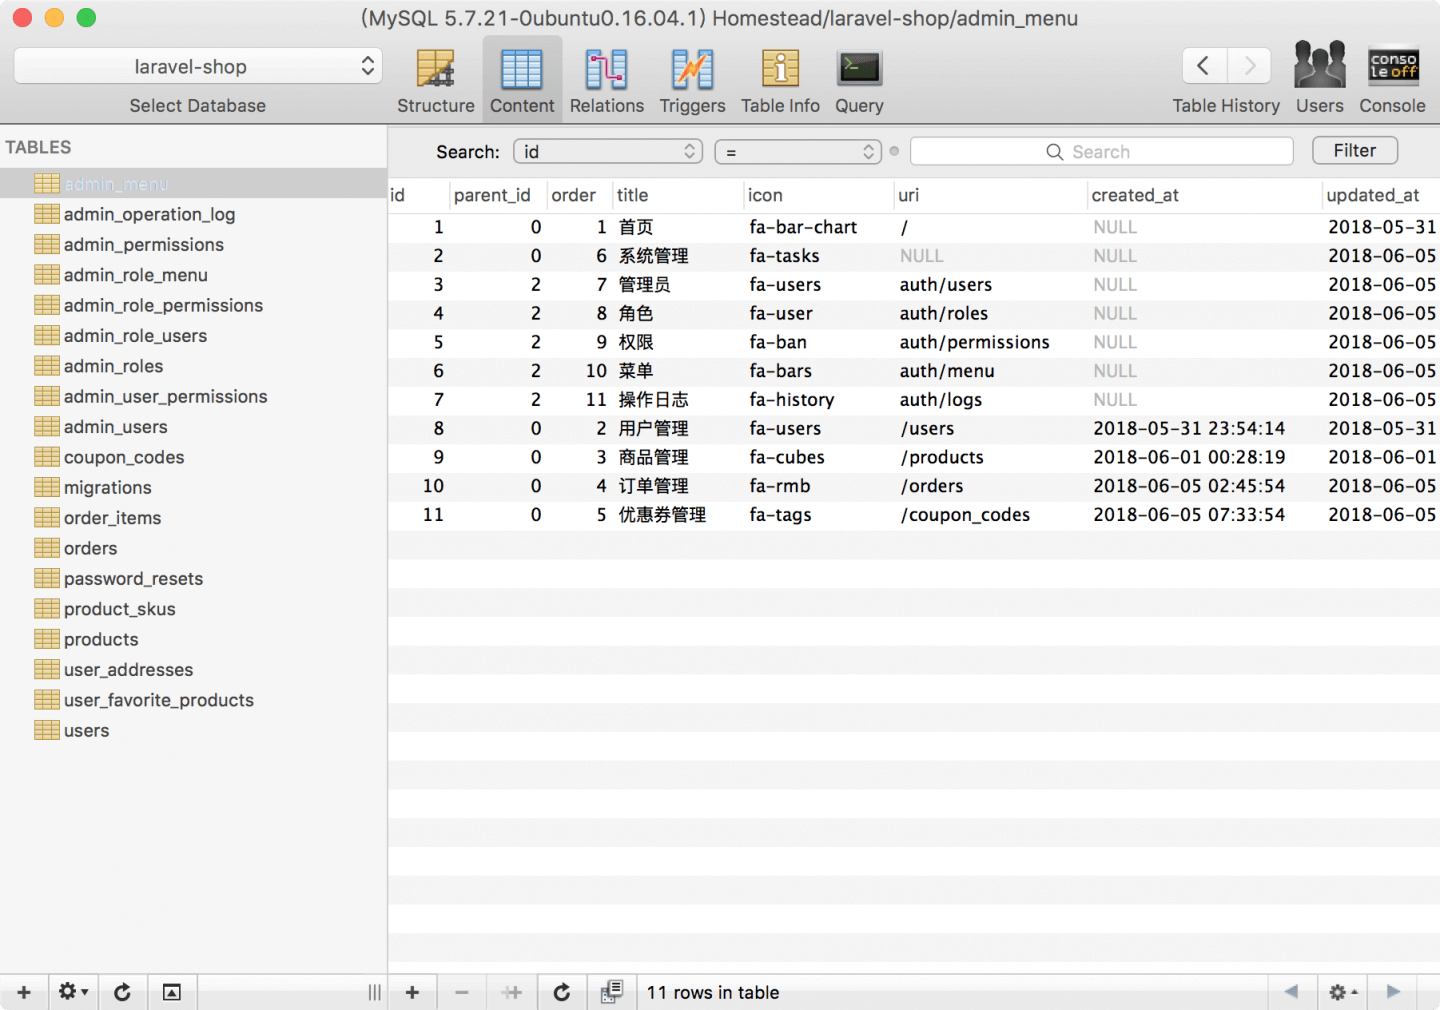 (MySQL 5.7.21-0ubuntu0.16.04.1) Homestead/laravel-shop/admin_menu
laravel-shop
Select Database
Structure Content Relations Triggers Table Info Query
Table History Users Console
conso
le off
TABLES
admin_menu
admin_operation_log
admin_permissions
admin_role_menu
admin_role_permissions
admin_role_users
admin_roles
admin_user_permissions
admin_users
coupon_codes
migrations
order_items
orders
password_resets
product_skus
products
user_addresses
user_favorite_products
users
Search: id = Search Filter
id parent_id order title icon uri created_at updated_at
1 0 1 首页 fa-bar-chart / NULL 2018-05-31
2 0 6 系统管理 fa-tasks NULL NULL 2018-06-05
3 2 7 管理员 fa-users auth/users NULL 2018-06-05
4 2 8 角色 fa-user auth/roles NULL 2018-06-05
5 2 9 权限 fa-ban auth/permissions NULL 2018-06-05
6 2 10 菜单 fa-bars auth/menu NULL 2018-06-05
7 2 11 操作日志 fa-history auth/logs NULL 2018-06-05
8 0 2 用户管理 fa-users /users 2018-05-31 23:54:14 2018-05-31
9 0 3 商品管理 fa-cubes /products 2018-06-01 00:28:19 2018-06-01
10 0 4 订单管理 fa-rmb /orders 2018-06-05 02:45:54 2018-06-05
11 0 5 优惠券管理 fa-tags /coupon_codes 2018-06-05 07:33:54 2018-06-05
11 rows in table